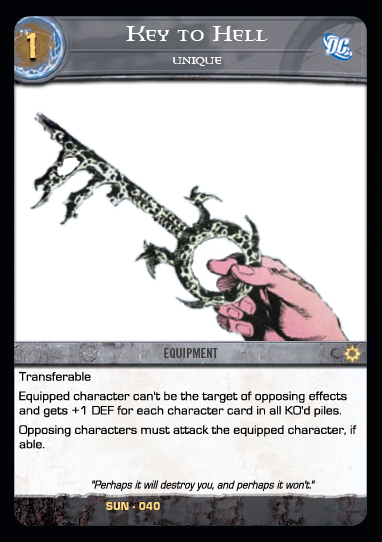 1
Key to Hell
DC
UNIQUE
EQUIPMENT
Transferable
Equipped character can't be the target of opposing effects
and gets +1 DEF for each character card in all KO'd piles.
Opposing characters must attack the equipped character, if
able.
"Perhaps it will destroy you, and perhaps it won't."
SUN · 040